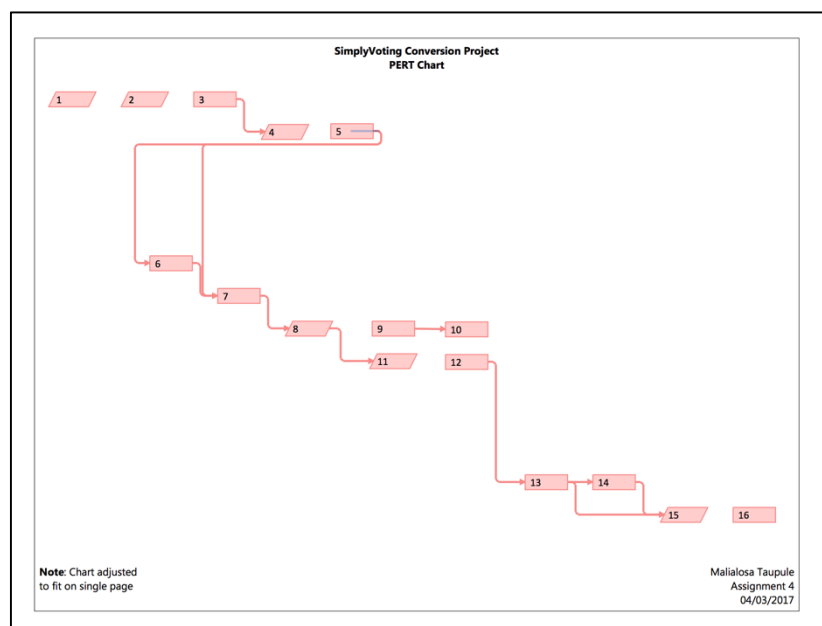 SimplyVoting Conversion Project
PERT Chart
1 2 3
4 5
6
7
8 9 10
11 12
13 14
15 16
Note: Chart adjusted
to fit on single page
Malialosa Taupule
Assignment 4
04/03/2017